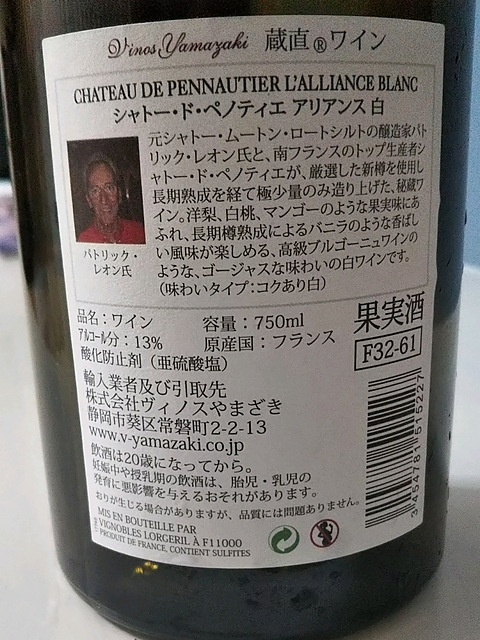 Vinos Yamazaki 蔵直®ワイン
CHATEAU DE PENNAUTIER L'ALLIANCE BLANC
シャトー・ド・ペノティエ アリアンス 白
元シャトー・ムートン・ロートシルトの醸造家パト
リック・レオン氏と、南フランスのトップ生産者シ
ャトー・ド・ペノティエが、厳選した新樽を使用し
長期熟成を経て極少量のみ造り上げた、秘蔵ワ
イン。洋梨、白桃、マンゴーのような果実味にあ
ふれ、長期樽熟成によるバニラのような香ばし
い風味が楽しめる、高級ブルゴーニュワインの
ような、ゴージャスな味わいの白ワインです。
(味わいタイプ:コクあり白)
パトリック・
レオン氏
品名:ワイン 容量:750ml
アルコール分:13% 原産国:フランス
酸化防止剤(亜硫酸塩)
果実酒
F32-61
輸入業者及び引取先
株式会社ヴィノスやまざき
静岡市葵区常磐町2-2-13
www.v-yamazaki.co.jp
飲酒は20歳になってから。
妊娠中や授乳期の飲酒は、胎児・乳児の
発育に悪影響を与えるおそれがあります。
おりが生じる場合がありますが、品質には問題ありません。
MIS EN BOUTEILLE PAR
VIGNOBLES LORGERIL À F11000
PRODUCE DE FRANCE, CONTIENT SULFITES
3 454781 515227